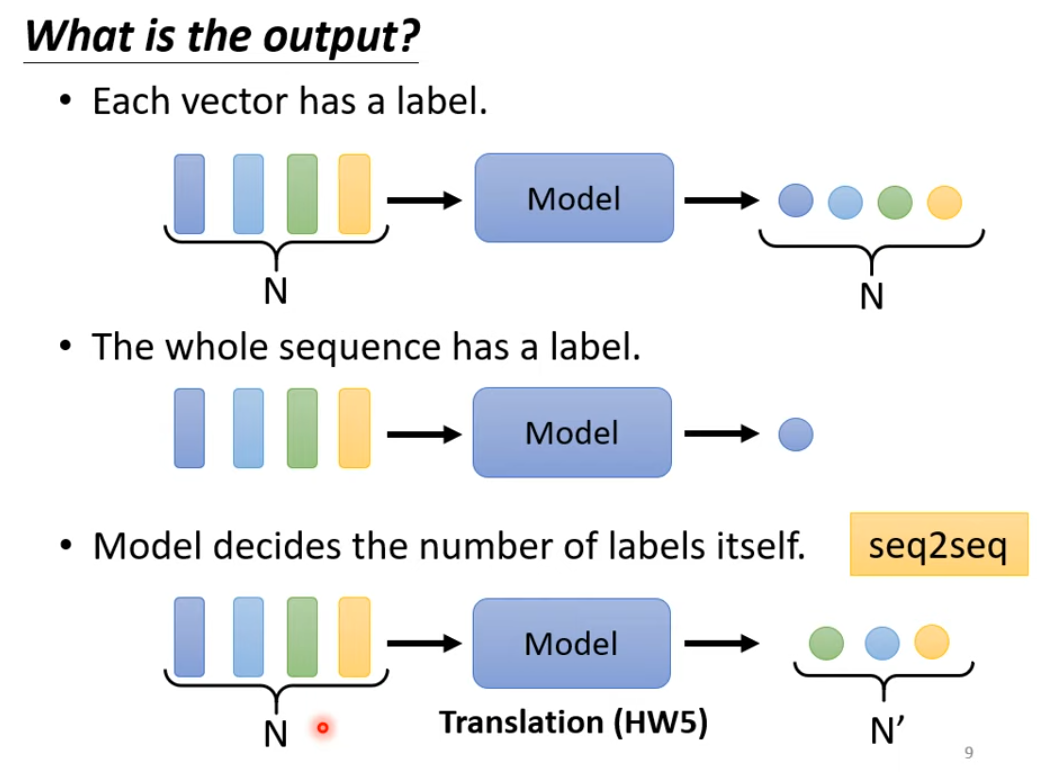 What is the output?
• Each vector has a label.
Model
N
N
• The whole sequence has a label.
Model
• Model decides the number of labels itself.
seq2seq
Model
N
Translation (HW5)
N’
9